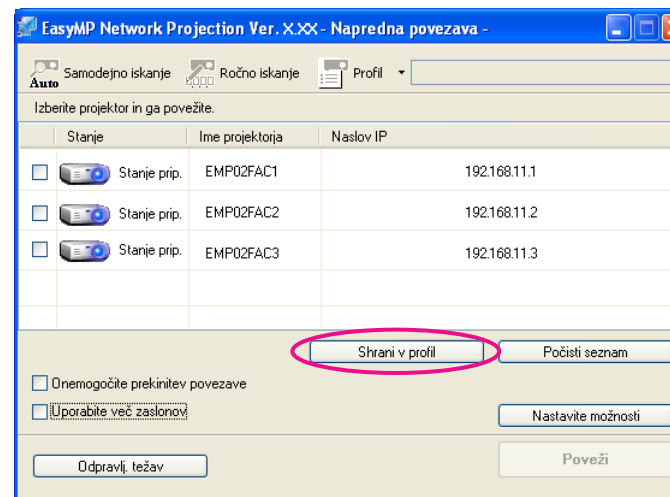 EasyMP Network Projection Ver. X.XX - Napredna povezava -
Auto Samodejno iskanje Ročno iskanje Profil
Izberite projektor in ga povežite.
Stanje Ime projektorja Naslov IP
Stanje prip. EMP02FAC1 192.168.11.1
Stanje prip. EMP02FAC2 192.168.11.2
Stanje prip. EMP02FAC3 192.168.11.3
Shrani v profil Počisti seznam
Onemogočite prekinitev povezave
Uporabite več zaslonov Nastavite možnosti
Odpravlj. težav Poveži